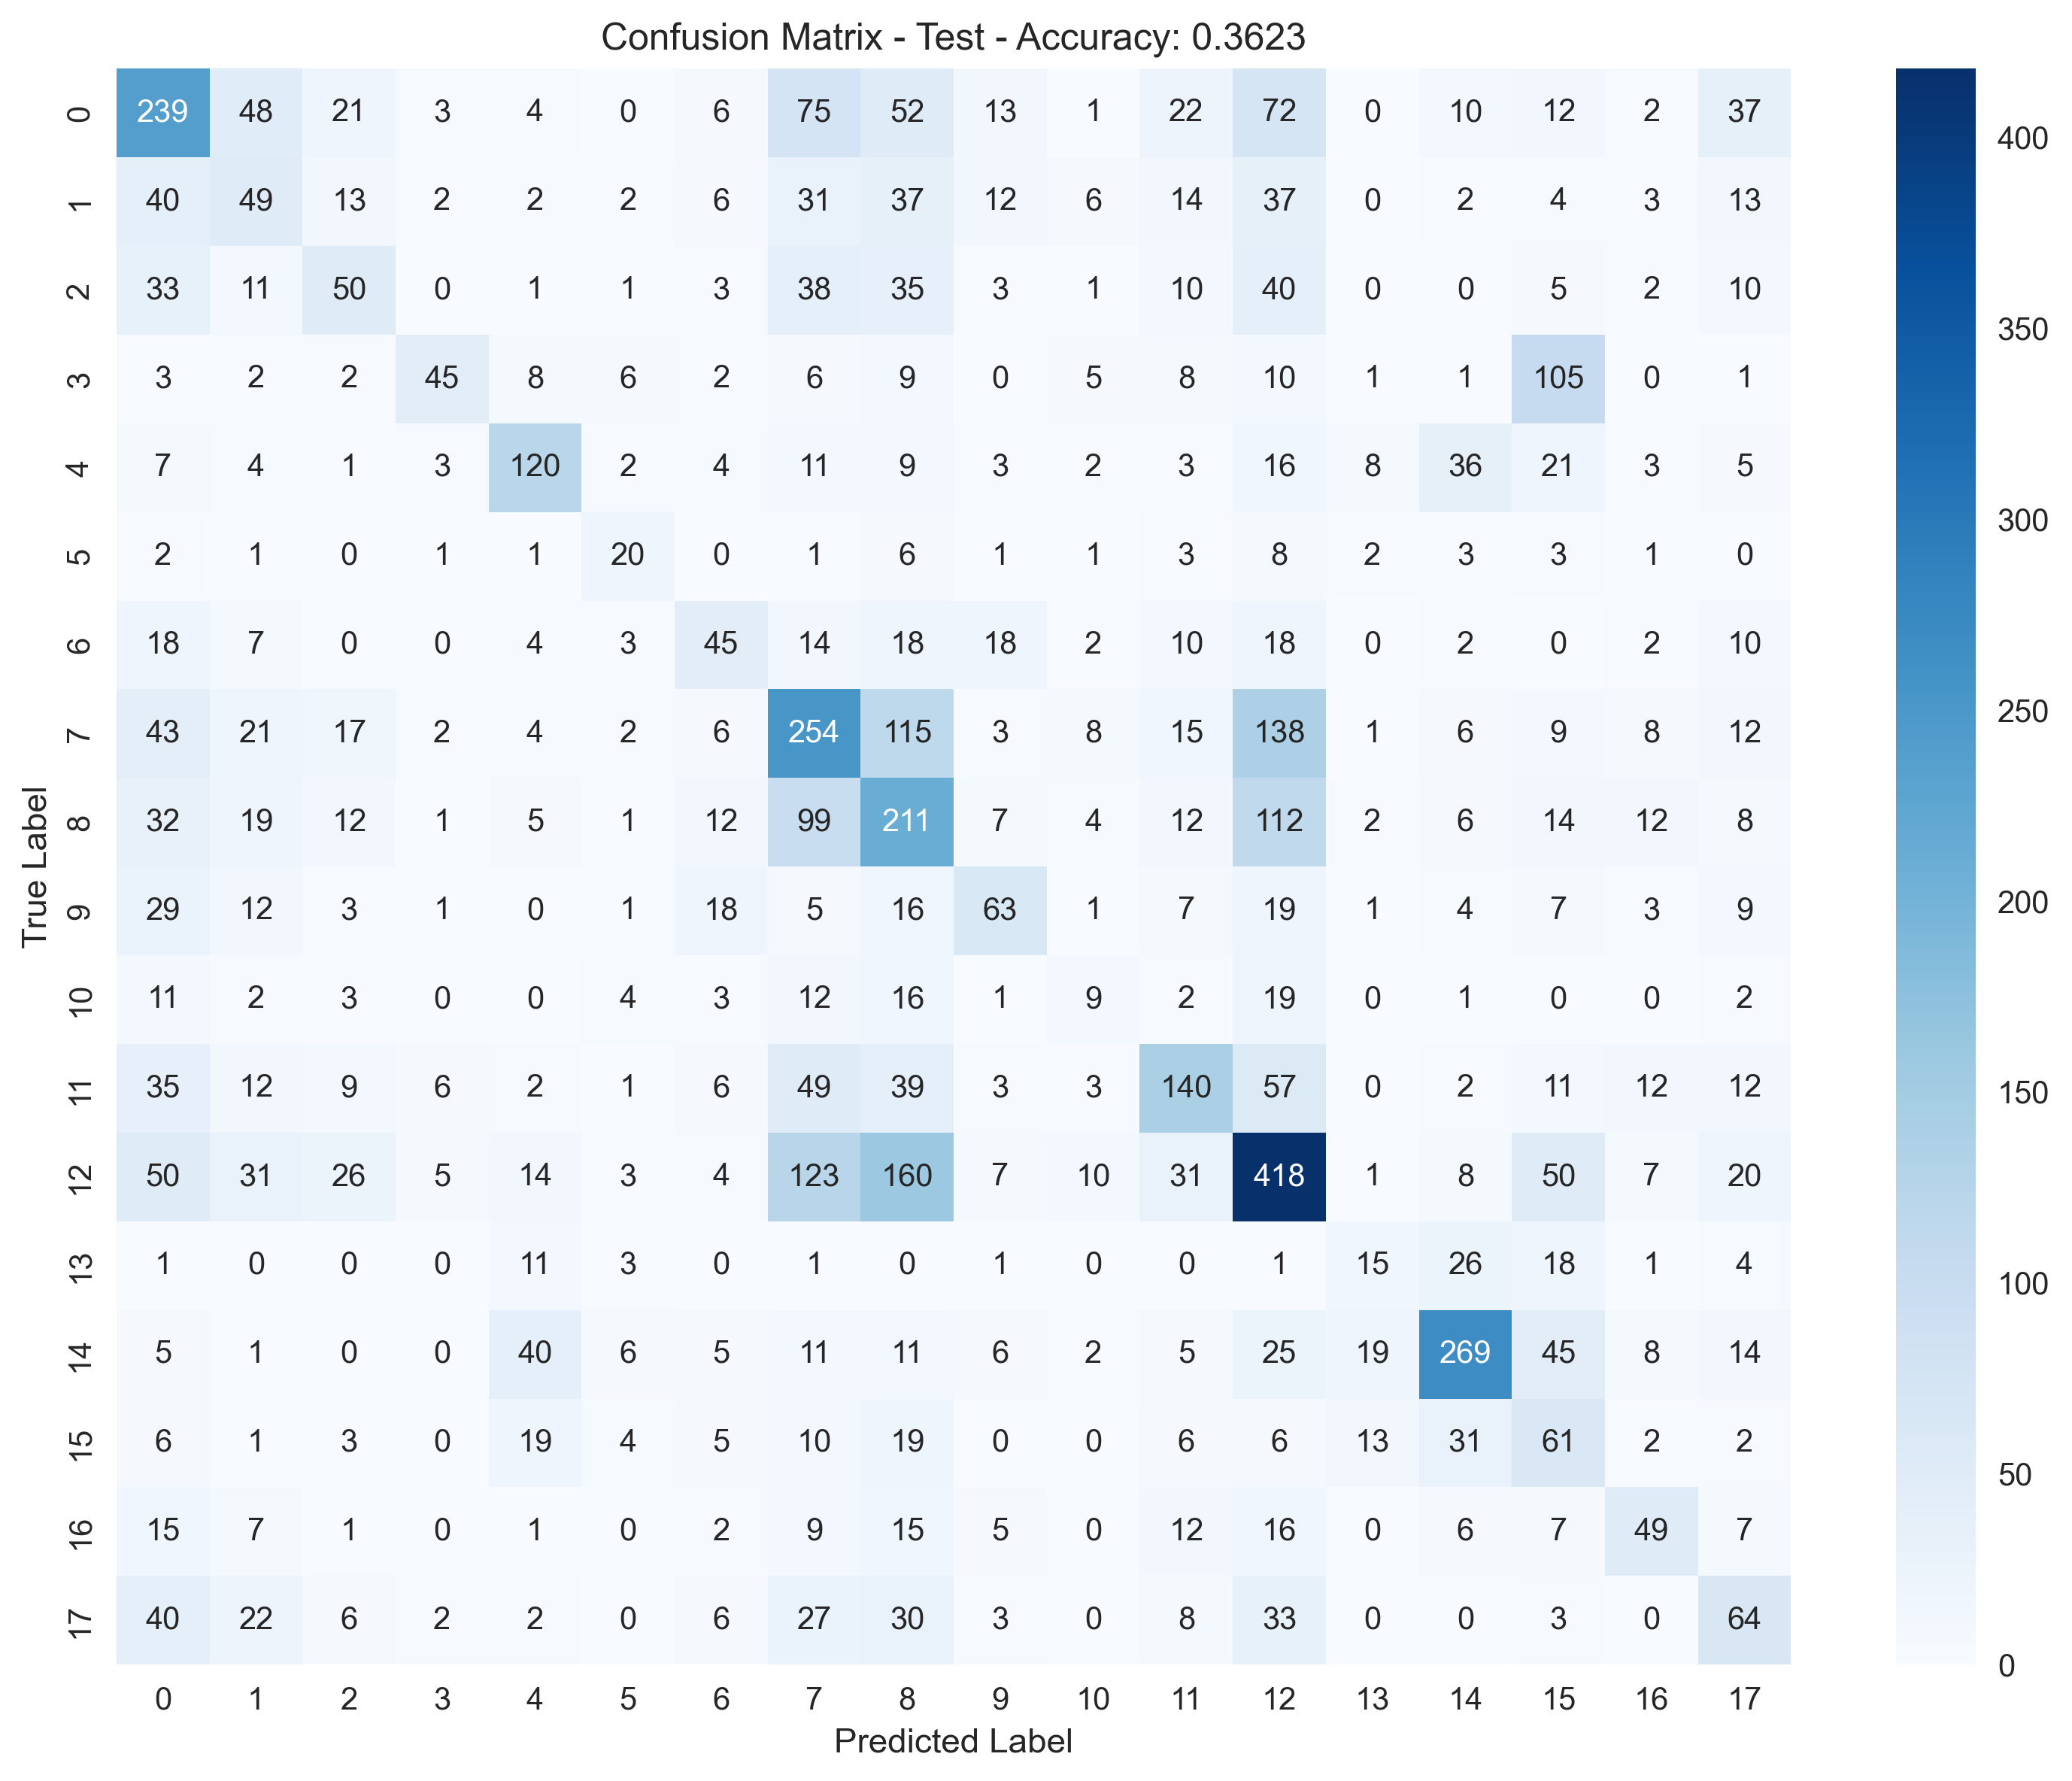 Confusion Matrix - Test - Accuracy: 0.3623
0 239 48 21 3 4 0 6 75 52 13 1 22 72 0 10 12 2 37
1 40 49 13 2 2 2 6 31 37 12 6 14 37 0 2 4 3 13
2 33 11 50 0 1 1 3 38 35 3 1 10 40 0 0 5 2 10
3 3 2 2 45 8 6 2 6 9 0 5 8 10 1 1 105 0 1
4 7 4 1 3 120 2 4 11 9 3 2 3 16 8 36 21 3 5
5 2 1 0 1 1 20 0 1 6 1 1 3 8 2 3 3 1 0
6 18 7 0 0 4 3 45 14 18 18 2 10 18 0 2 0 2 10
7 43 21 17 2 4 2 6 254 115 3 8 15 138 1 6 9 8 12
8 32 19 12 1 5 1 12 99 211 7 4 12 112 2 6 14 12 8
9 29 12 3 1 0 1 18 5 16 63 1 7 19 1 4 7 3 9
10 11 2 3 0 0 4 3 12 16 1 9 2 19 0 1 0 0 2
11 35 12 9 6 2 1 6 49 39 3 3 140 57 0 2 11 12 12
12 50 31 26 5 14 3 4 123 160 7 10 31 418 1 8 50 7 20
13 1 0 0 0 11 3 0 1 0 1 0 0 1 15 26 18 1 4
14 5 1 0 0 40 6 5 11 11 6 2 5 25 19 269 45 8 14
15 6 1 3 0 19 4 5 10 19 0 0 6 6 13 31 61 2 2
16 15 7 1 0 1 0 2 9 15 5 0 12 16 0 6 7 49 7
17 40 22 6 2 2 0 6 27 30 3 0 8 33 0 0 3 0 64
0 1 2 3 4 5 6 7 8 9 10 11 12 13 14 15 16 17
Predicted Label
True Label
400
350
300
250
200
150
100
50
0